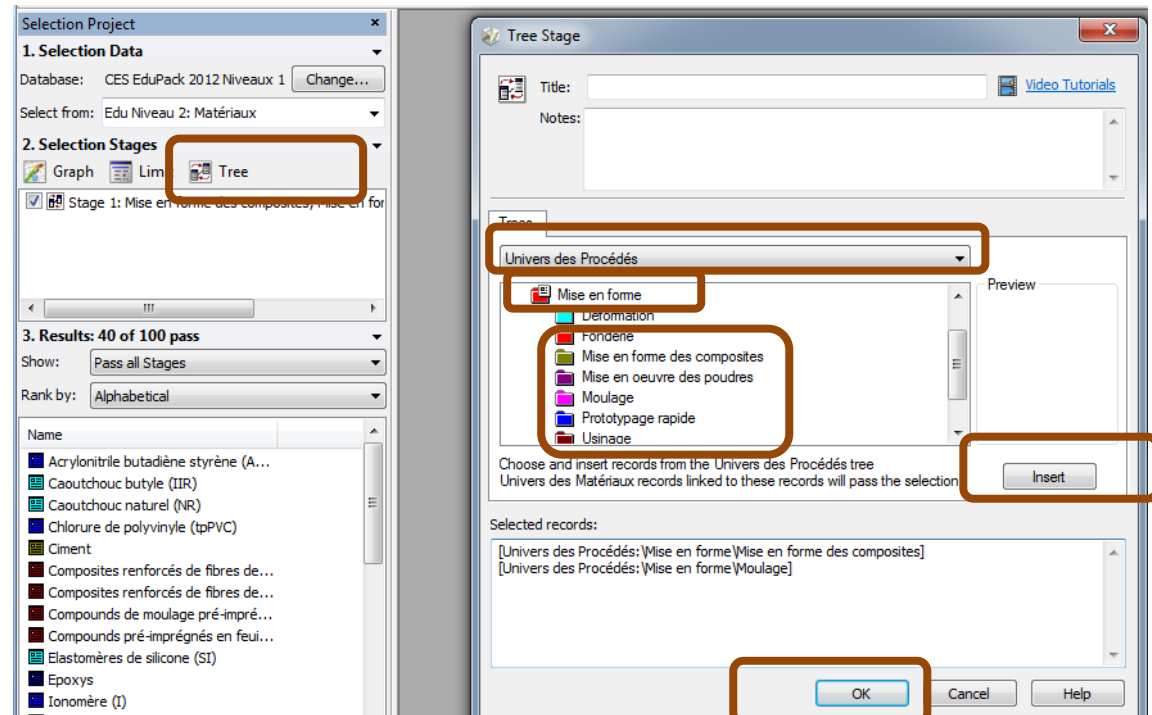 Selection Project
1. Selection Data
Database: CES EduPack 2012 Niveaux 1 Change...
Select from: Edu Niveau 2: Matériaux
2. Selection Stages
Graph Limit Tree
Stage 1: Mise en forme des composites, Mise en for
3. Results: 40 of 100 pass
Show: Pass all Stages
Rank by: Alphabetical
Name
Acrylonitrile butadiène styrène (A...
Caoutchouc butyle (IIR)
Caoutchouc naturel (NR)
Chlorure de polyvinyle (tpPVC)
Ciment
Composites renforcés de fibres de...
Composites renforcés de fibres de...
Compounds de moulage pré-impré...
Compounds pré-imprégnés en feui...
Elastomères de silicone (SI)
Epoxys
Ionomère (I)
Tree Stage
Title:
Video Tutorials
Notes:
Trees
Univers des Procédés
Mise en forme
Déformation
Fonderie
Mise en forme des composites
Mise en oeuvre des poudres
Moulage
Prototypage rapide
Usinage
Preview
Choose and insert records from the Univers des Procédés tree
Univers des Matériaux records linked to these records will pass the selection
Insert
Selected records:
[Univers des Procédés:\Mise en forme\Mise en forme des composites]
[Univers des Procédés:\Mise en forme\Moulage]
OK Cancel Help